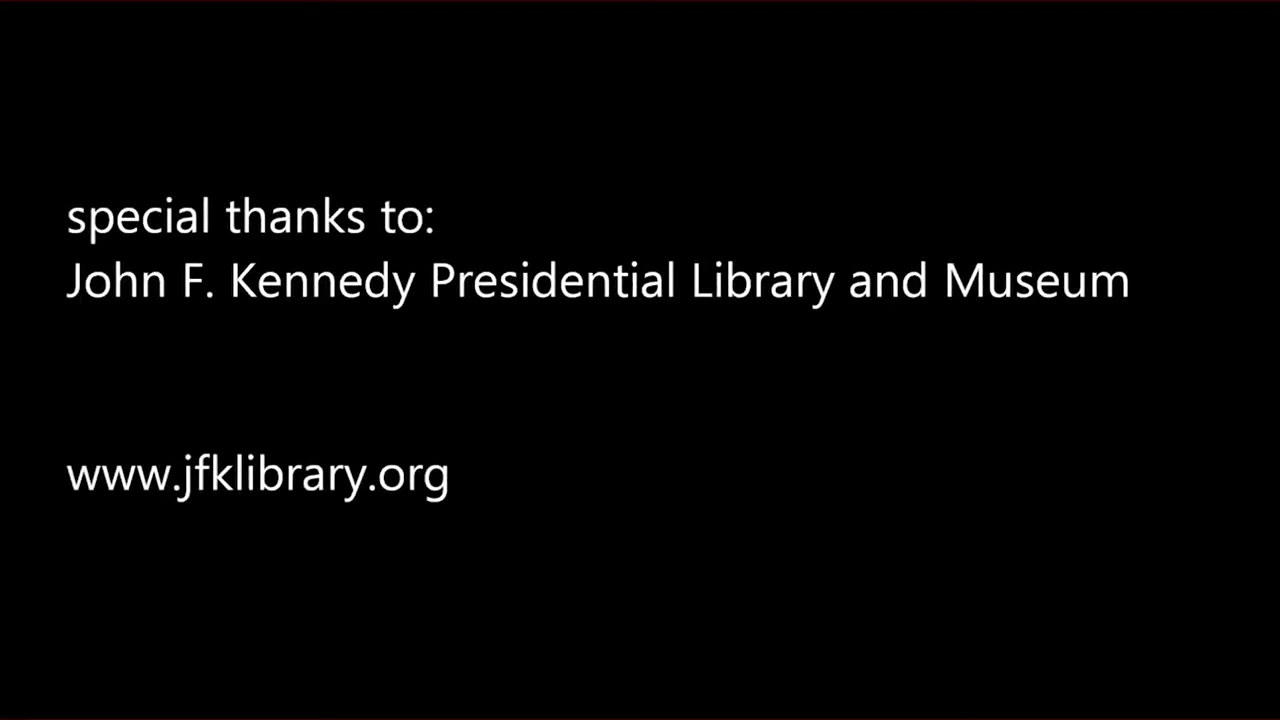 special thanks to:
John F. Kennedy Presidential Library and Museum
www.jfklibrary.org